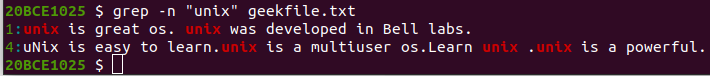 20BCE1025 $ grep -n "unix" geekfile.txt
1:unix is great os. unix was developed in Bell labs.
4:uNix is easy to learn.unix is a multiuser os.Learn unix .unix is a powerful.
20BCE1025 $